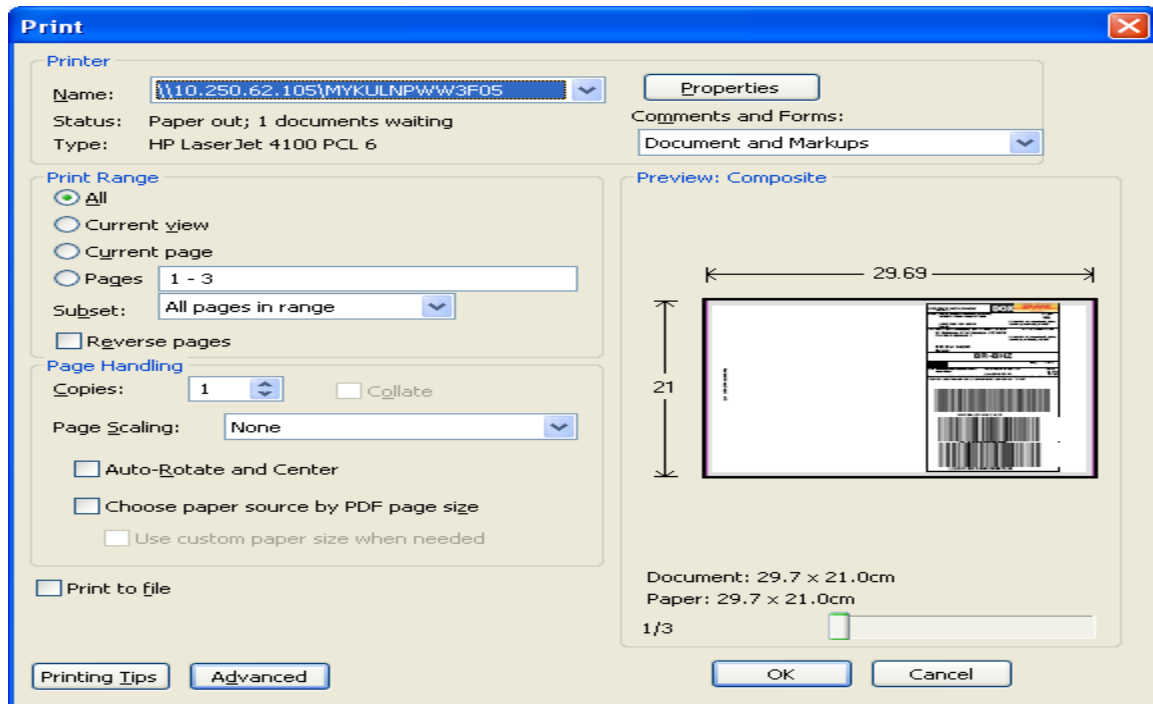 Print
Printer
Name: \\10.250.62.105\MYKULNPWW3F05
Properties
Status: Paper out; 1 documents waiting
Comments and Forms:
Type: HP LaserJet 4100 PCL 6
Document and Markups
Print Range
All
Current view
Current page
Pages 1 - 3
Subset: All pages in range
Reverse pages
Preview: Composite
29.69
21
BR-GHZ
Page Handling
Copies: 1
Collate
Page Scaling: None
Auto-Rotate and Center
Choose paper source by PDF page size
Use custom paper size when needed
Print to file
Document: 29.7 x 21.0cm
Paper: 29.7 x 21.0cm
1/3
Printing Tips
Advanced
OK
Cancel